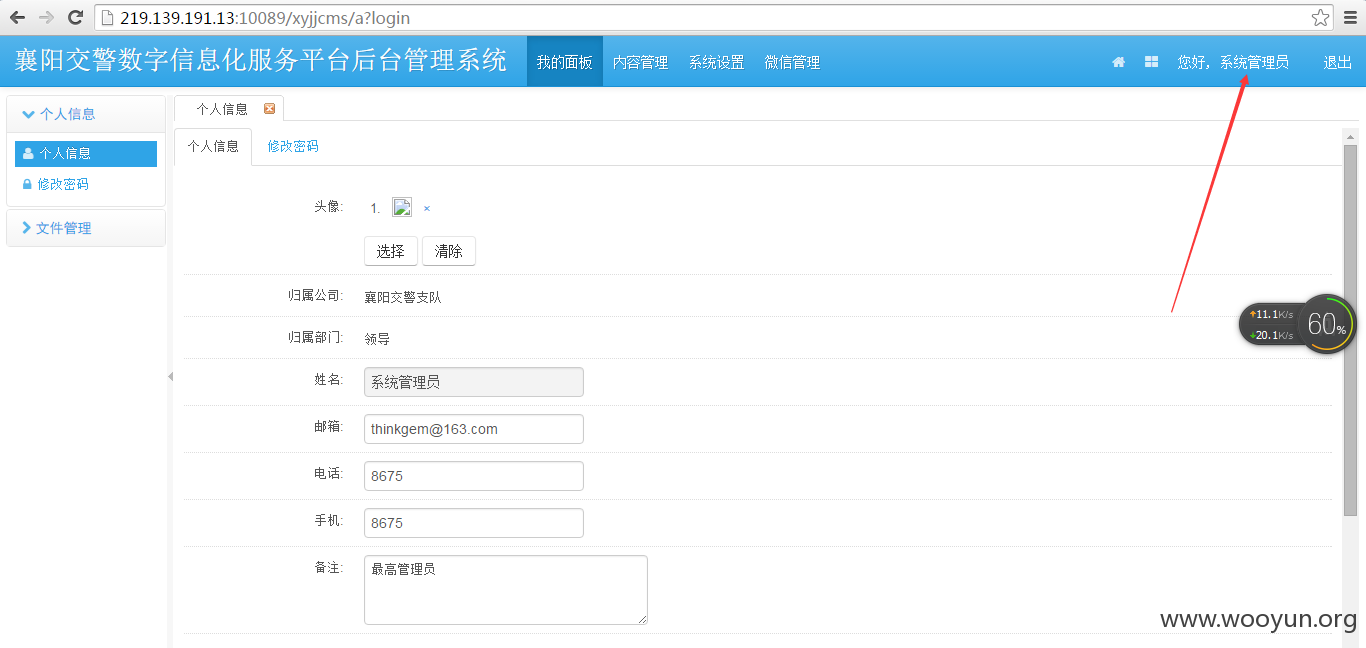 219.139.191.13:10089/xyjjcms/a?login
襄阳交警数字信息化服务平台后台管理系统 我的面板 内容管理 系统设置 微信管理 您好，系统管理员 退出
个人信息
个人信息
修改密码
文件管理
个人信息
个人信息 修改密码
头像: 1. ×
选择 清除
归属公司: 襄阳交警支队
归属部门: 领导
姓名: 系统管理员
邮箱: thinkgem@163.com
电话: 8675
手机: 8675
备注: 最高管理员
11.1K/s
20.1K/s
60%
www.wooyun.org